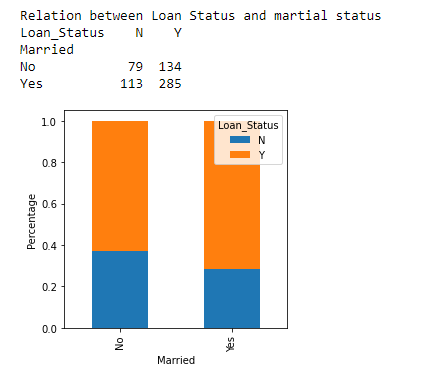 Relation between Loan Status and martial status
Loan_Status N Y
Married
No 79 134
Yes 113 285
1.0
0.8
0.6
0.4
0.2
0.0
Percentage
Loan_Status
N
Y
No
Yes
Married